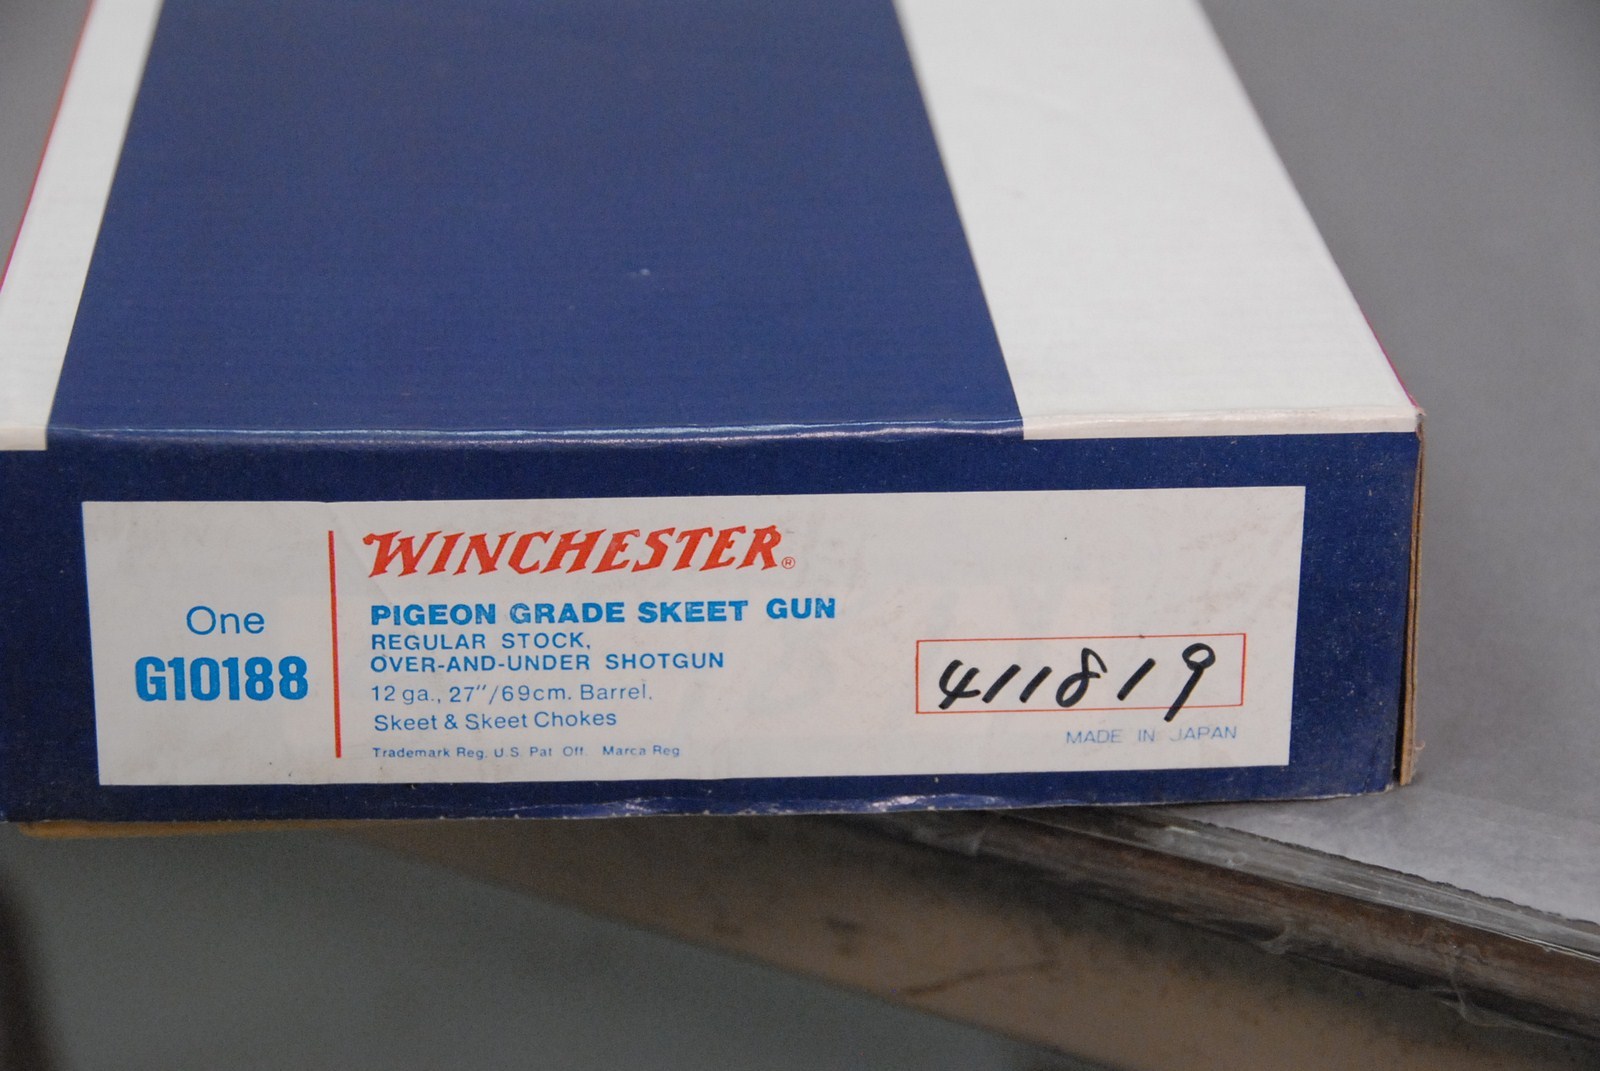 One
G10188
WINCHESTER®
PIGEON GRADE SKEET GUN
REGULAR STOCK,
OVER-AND-UNDER SHOTGUN
12 ga., 27"/69cm. Barrel,
Skeet & Skeet Chokes
Trademark Reg. U.S. Pat Off. Marca Reg
411819
MADE IN JAPAN